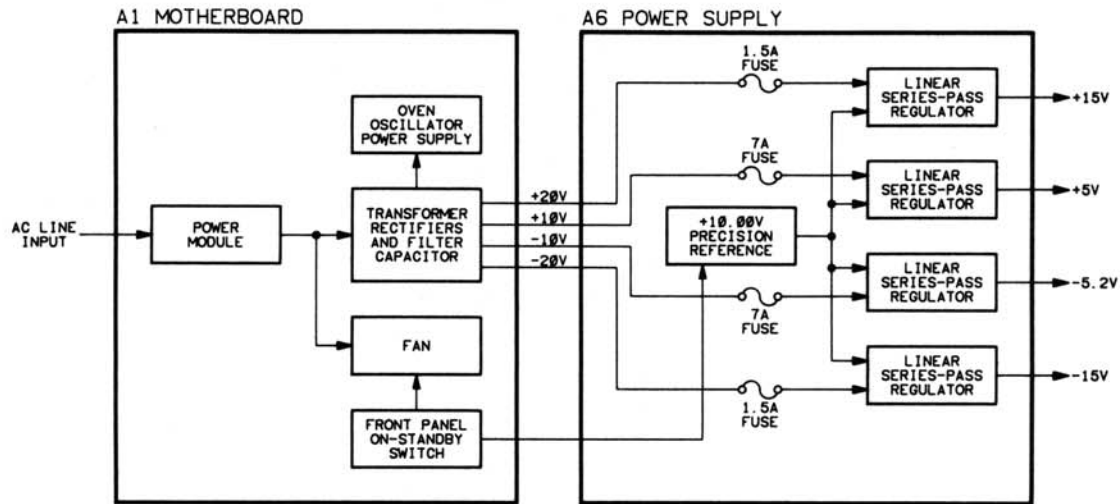 A1 MOTHERBOARD
A6 POWER SUPPLY
OVEN
OSCILLATOR
POWER SUPPLY
AC LINE
INPUT
POWER
MODULE
TRANSFORMER
RECTIFIERS
AND FILTER
CAPACITOR
FAN
FRONT PANEL
ON-STANDBY
SWITCH
+20V
+10V
-10V
-20V
1.5A
FUSE
7A
FUSE
+10.00V
PRECISION
REFERENCE
7A
FUSE
1.5A
FUSE
LINEAR
SERIES-PASS
REGULATOR
+15V
LINEAR
SERIES-PASS
REGULATOR
+5V
LINEAR
SERIES-PASS
REGULATOR
-5.2V
LINEAR
SERIES-PASS
REGULATOR
-15V